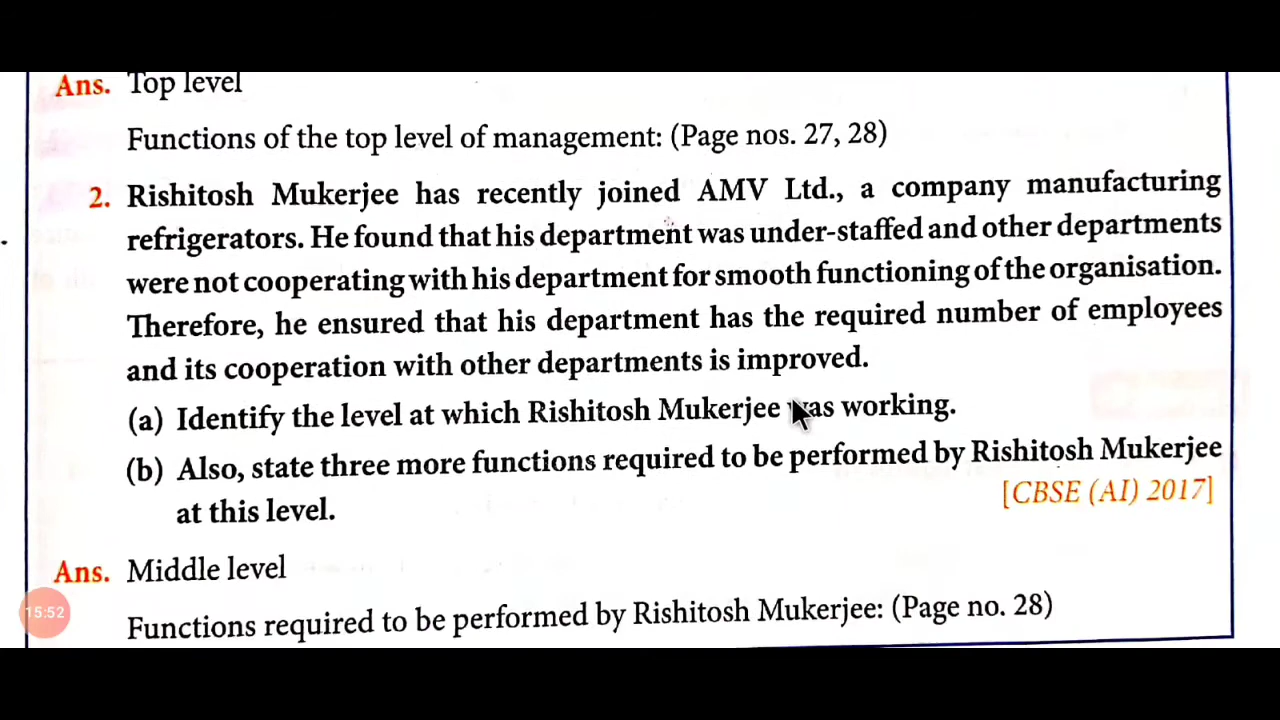 Ans. Top level
Functions of the top level of management: (Page nos. 27, 28)
2. Rishitosh Mukerjee has recently joined AMV Ltd., a company manufacturing
refrigerators. He found that his department was under-staffed and other departments
were not cooperating with his department for smooth functioning of the organisation.
Therefore, he ensured that his department has the required number of employees
and its cooperation with other departments is improved.
(a) Identify the level at which Rishitosh Mukerjee was working.
(b) Also, state three more functions required to be performed by Rishitosh Mukerjee
at this level.
[CBSE (AI) 2017]
Ans. Middle level
15:52
Functions required to be performed by Rishitosh Mukerjee: (Page no. 28)